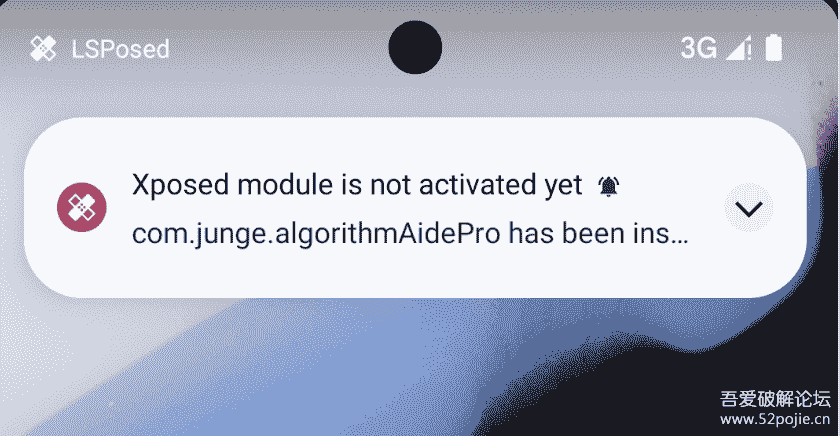 LSPosed
3G
Xposed module is not activated yet
com.junge.algorithmAidePro has been ins…
吾爱破解论坛
www.52pojie.cn